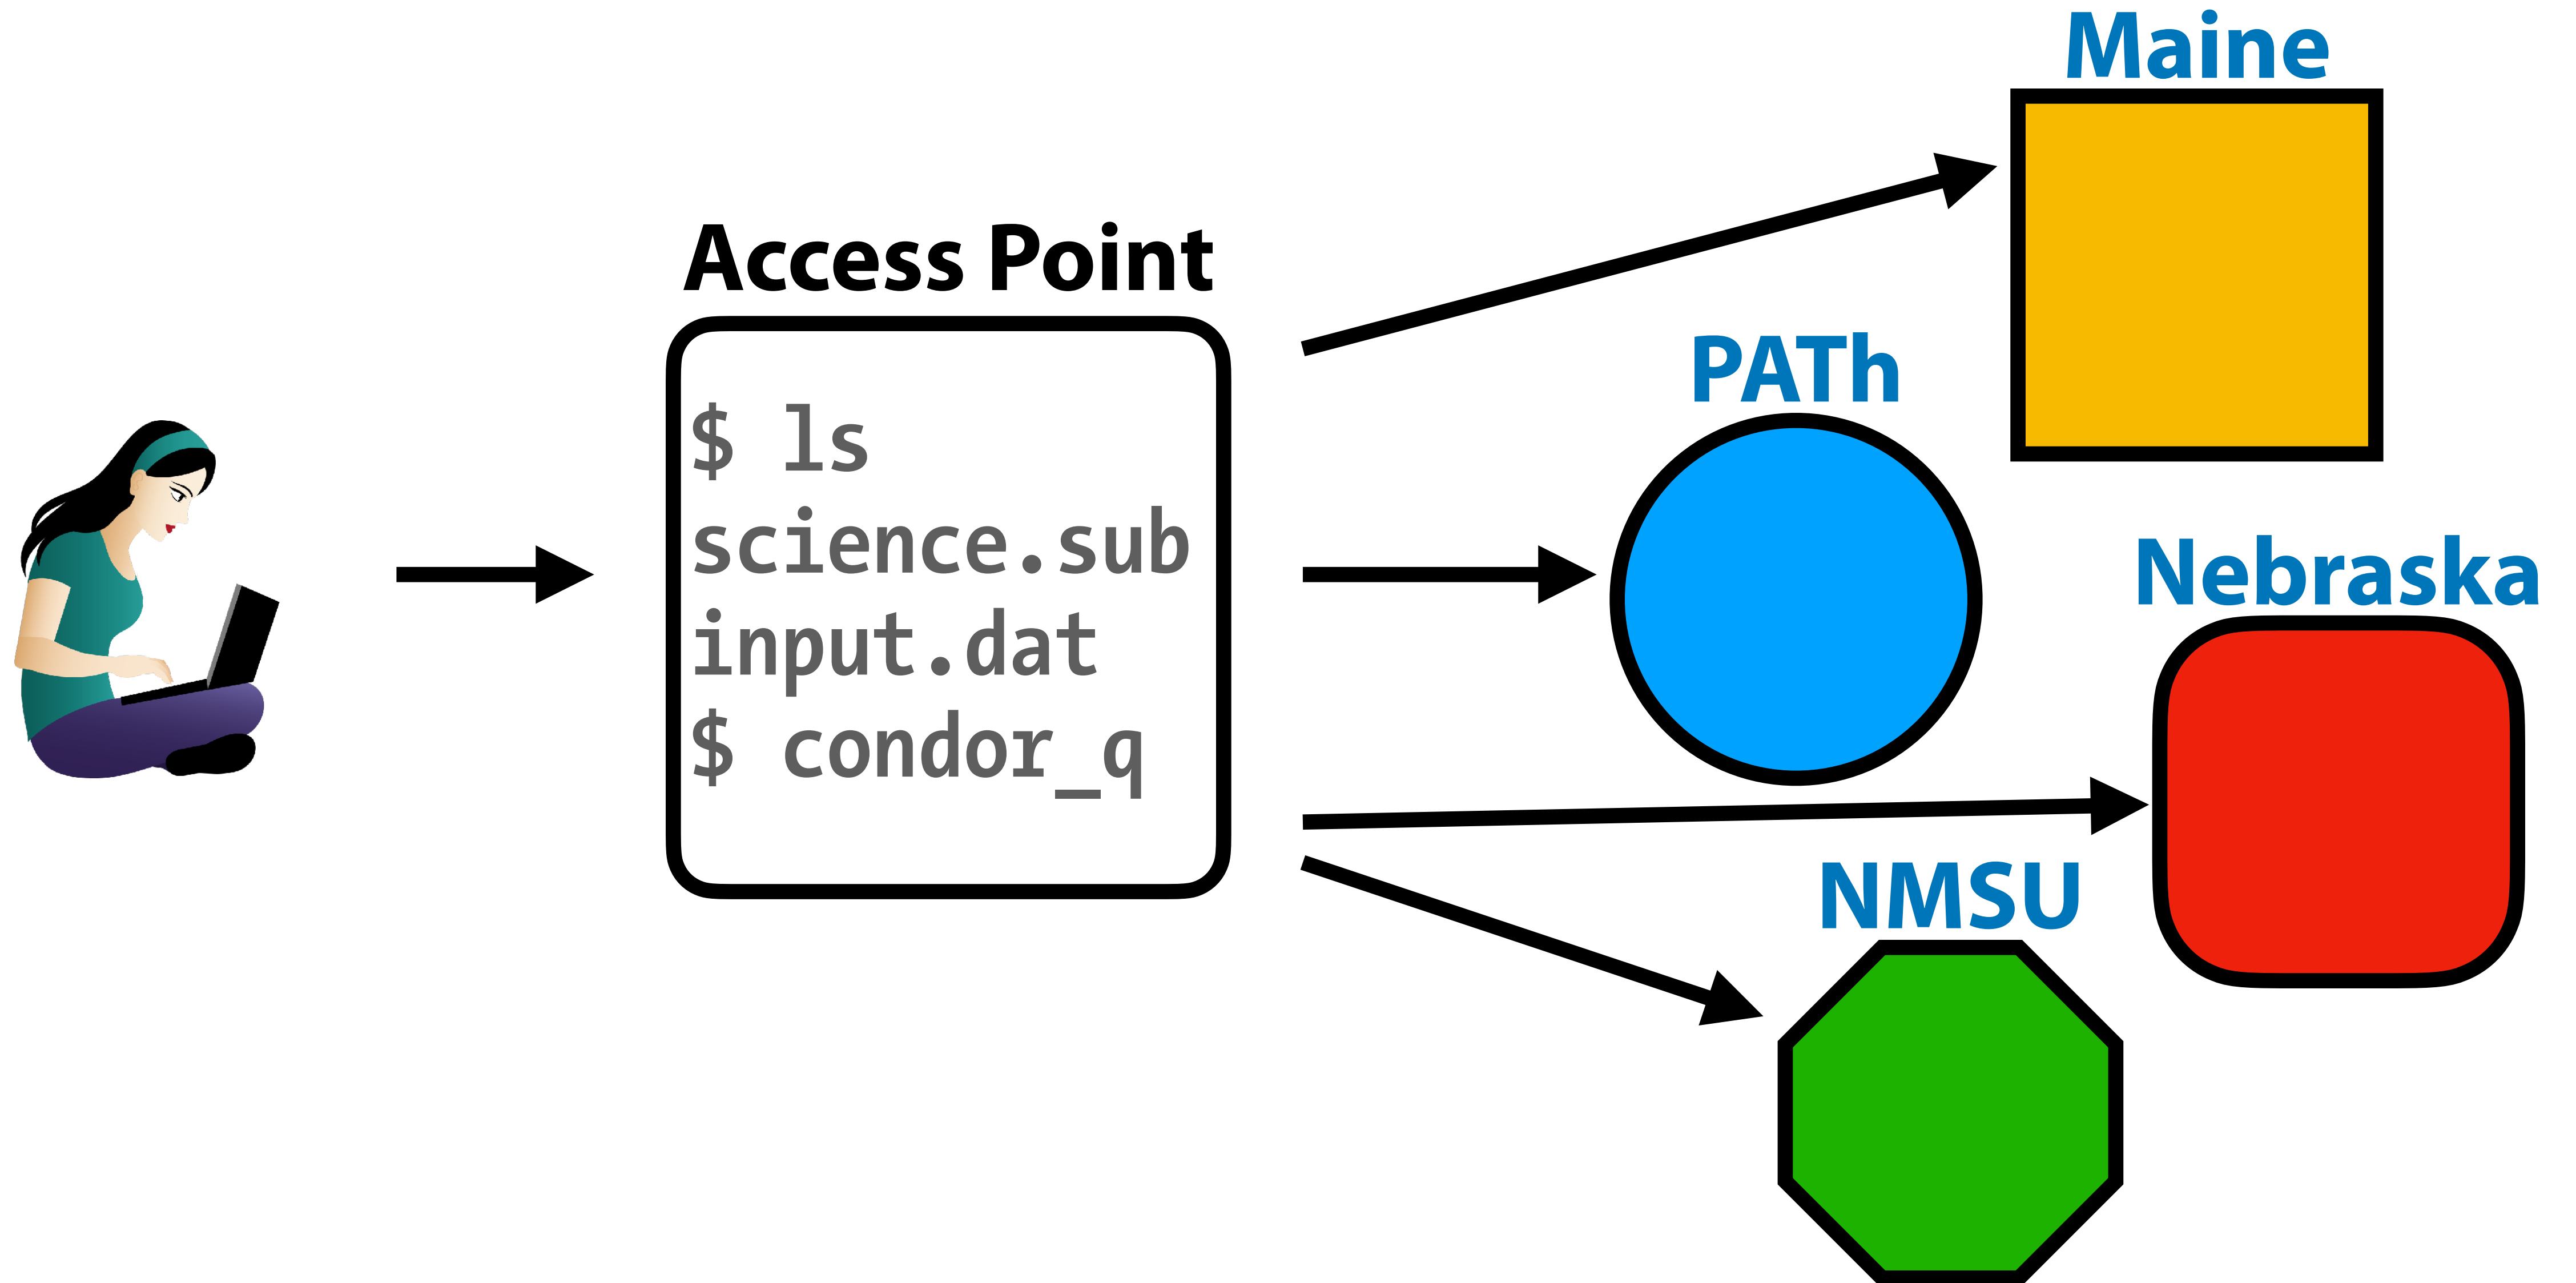 Maine
Access Point
PATh
$ ls
science.sub
input.dat
$ condor_q
Nebraska
NMSU